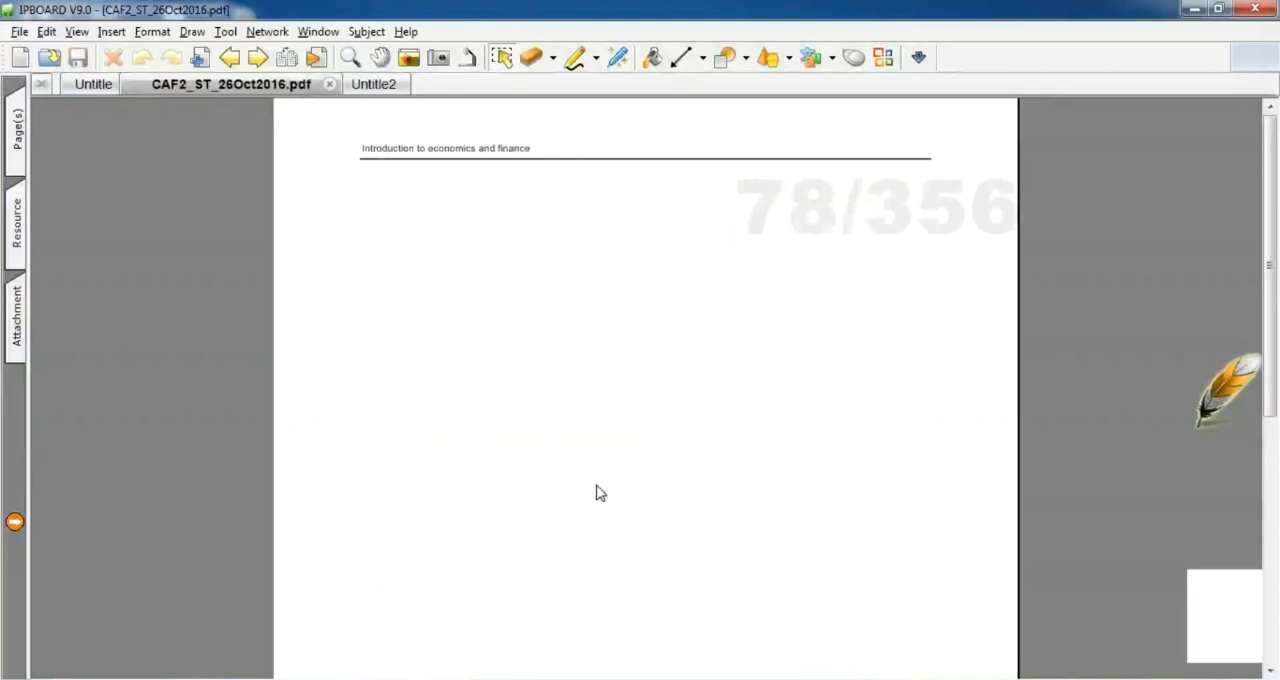 IPBOARD V9.0 - [CAF2_ST_26Oct2016.pdf]
File Edit View Insert Format Draw Tool Network Window Subject Help
Untitle CAF2_ST_26Oct2016.pdf Untitle2
Page(s)
Resource
Attachment
Introduction to economics and finance
78/356